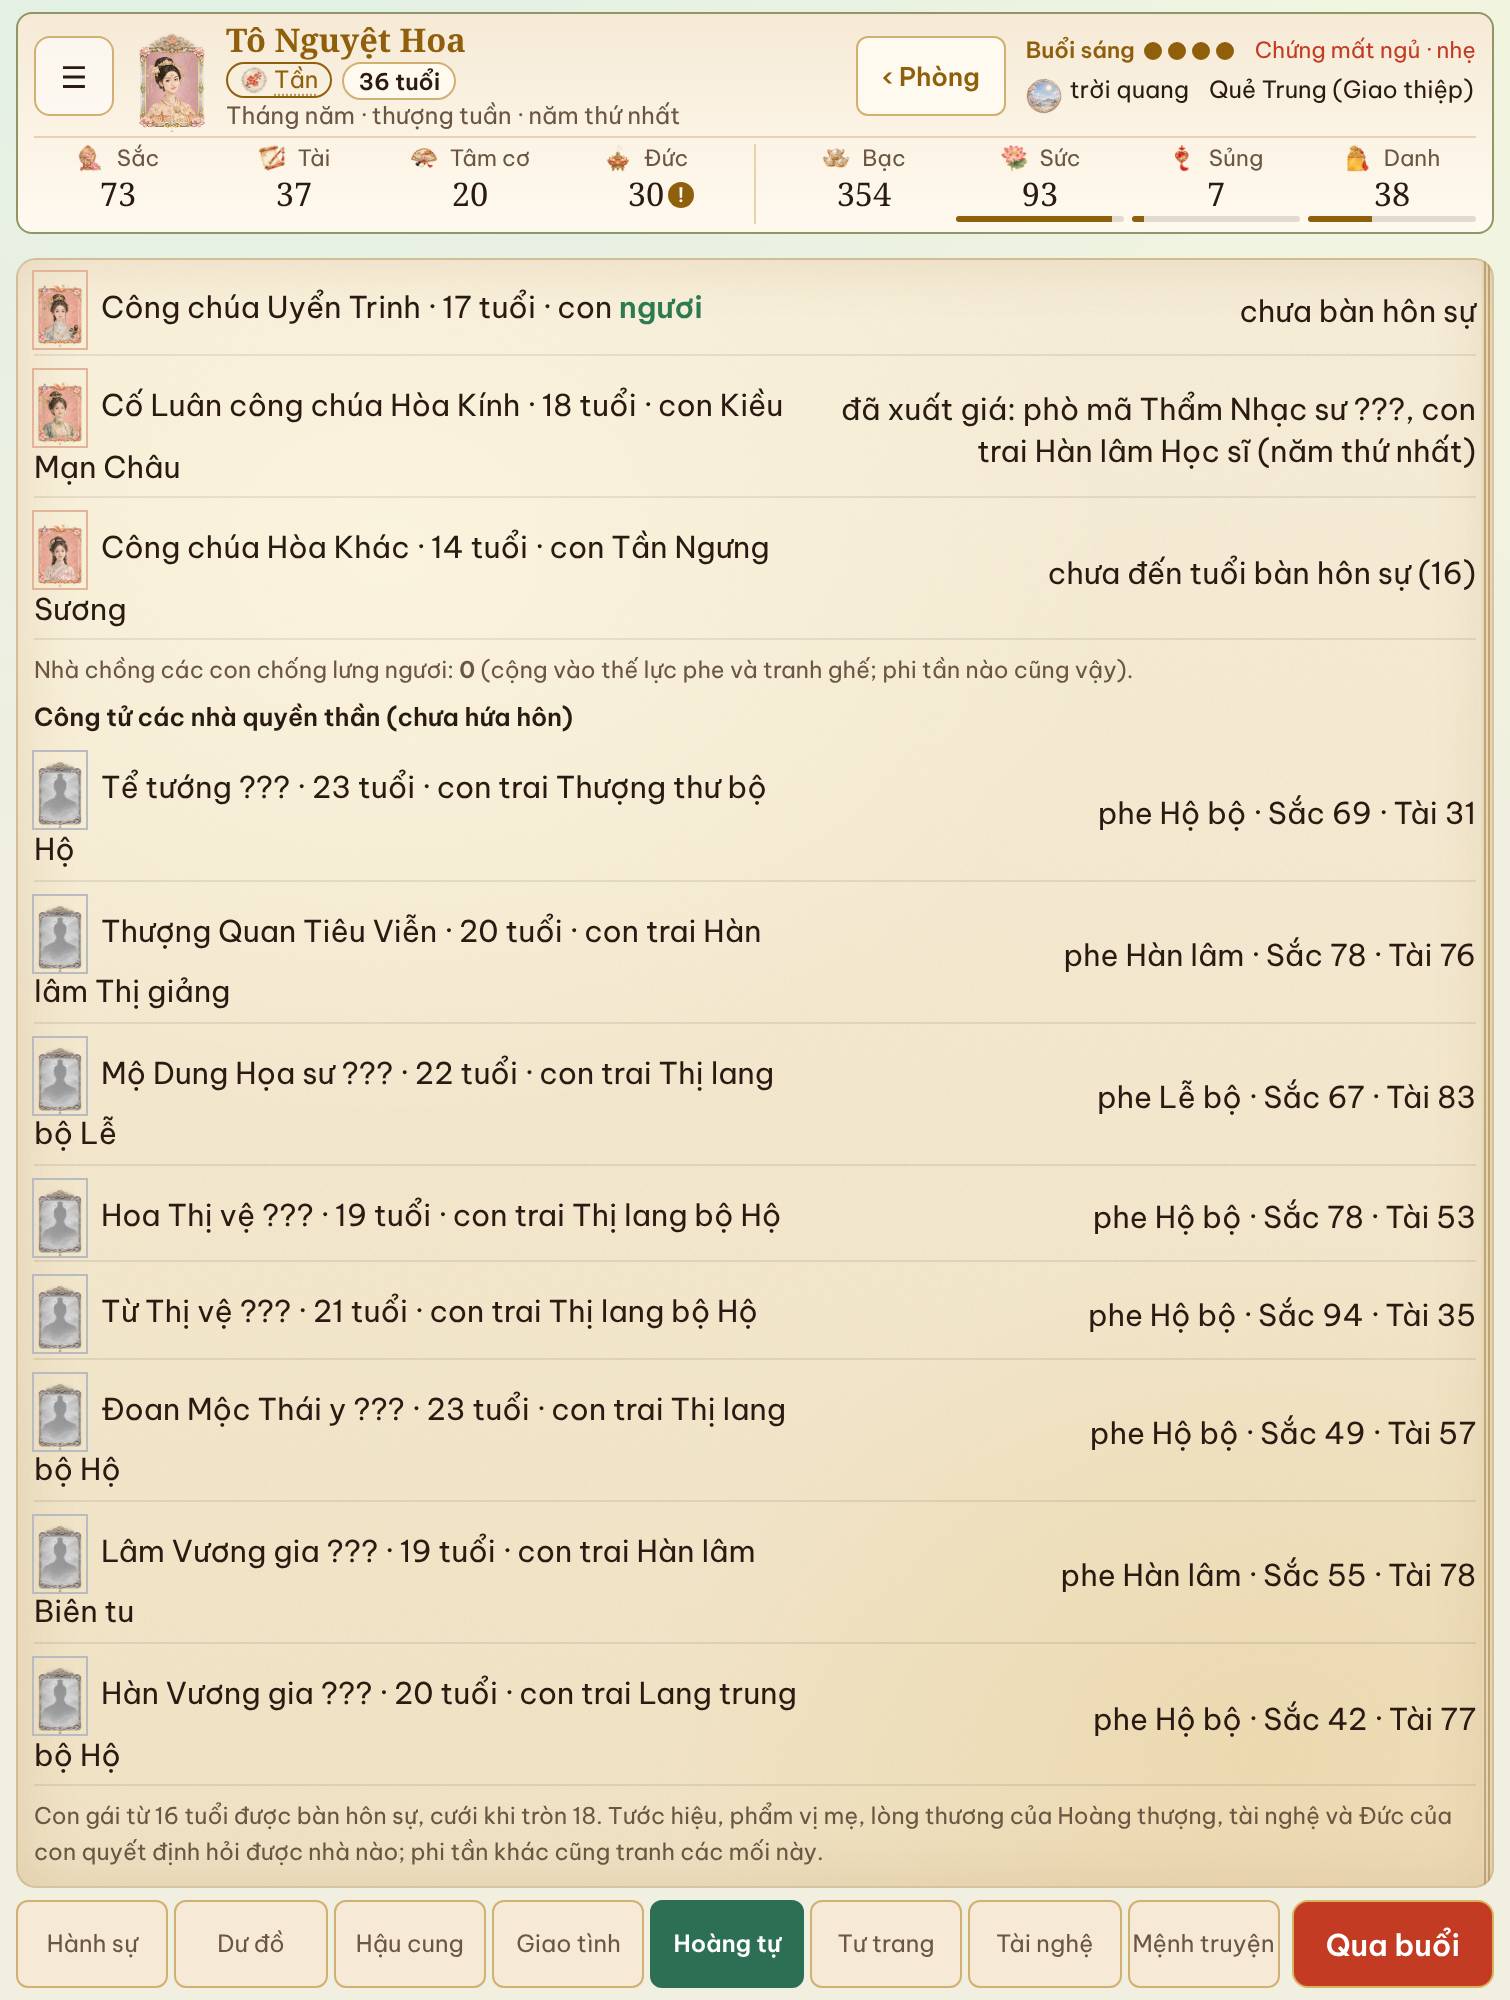 ☰
Tô Nguyệt Hoa
Tần
36 tuổi
Tháng năm · thượng tuần · năm thứ nhất
‹ Phòng
Buổi sáng
Chứng mất ngủ · nhẹ
trời quang
Quẻ Trung (Giao thiệp)
Sắc
73
Tài
37
Tâm cơ
20
Đức
30 !
Bạc
354
Sức
93
Sủng
7
Danh
38
Công chúa Uyển Trinh · 17 tuổi · con ngươi
chưa bàn hôn sự
Cố Luân công chúa Hòa Kính · 18 tuổi · con Kiều
Mạn Châu
đã xuất giá: phò mã Thẩm Nhạc sư ???, con
trai Hàn lâm Học sĩ (năm thứ nhất)
Công chúa Hòa Khác · 14 tuổi · con Tần Ngưng
Sương
chưa đến tuổi bàn hôn sự (16)
Nhà chồng các con chống lưng ngươi: 0 (cộng vào thế lực phe và tranh ghế; phi tần nào cũng vậy).
Công tử các nhà quyền thần (chưa hứa hôn)
Tể tướng ??? · 23 tuổi · con trai Thượng thư bộ
Hộ
phe Hộ bộ · Sắc 69 · Tài 31
Thượng Quan Tiêu Viễn · 20 tuổi · con trai Hàn
lâm Thị giảng
phe Hàn lâm · Sắc 78 · Tài 76
Mộ Dung Họa sư ??? · 22 tuổi · con trai Thị lang
bộ Lễ
phe Lễ bộ · Sắc 67 · Tài 83
Hoa Thị vệ ??? · 19 tuổi · con trai Thị lang bộ Hộ
phe Hộ bộ · Sắc 78 · Tài 53
Từ Thị vệ ??? · 21 tuổi · con trai Thị lang bộ Hộ
phe Hộ bộ · Sắc 94 · Tài 35
Đoan Mộc Thái y ??? · 23 tuổi · con trai Thị lang
bộ Hộ
phe Hộ bộ · Sắc 49 · Tài 57
Lâm Vương gia ??? · 19 tuổi · con trai Hàn lâm
Biên tu
phe Hàn lâm · Sắc 55 · Tài 78
Hàn Vương gia ??? · 20 tuổi · con trai Lang trung
bộ Hộ
phe Hộ bộ · Sắc 42 · Tài 77
Con gái từ 16 tuổi được bàn hôn sự, cưới khi tròn 18. Tước hiệu, phẩm vị mẹ, lòng thương của Hoàng thượng, tài nghệ và Đức của
con quyết định hỏi được nhà nào; phi tần khác cũng tranh các mối này.
Hành sự
Dư đồ
Hậu cung
Giao tình
Hoàng tự
Tư trang
Tài nghệ
Mệnh truyện
Qua buổi